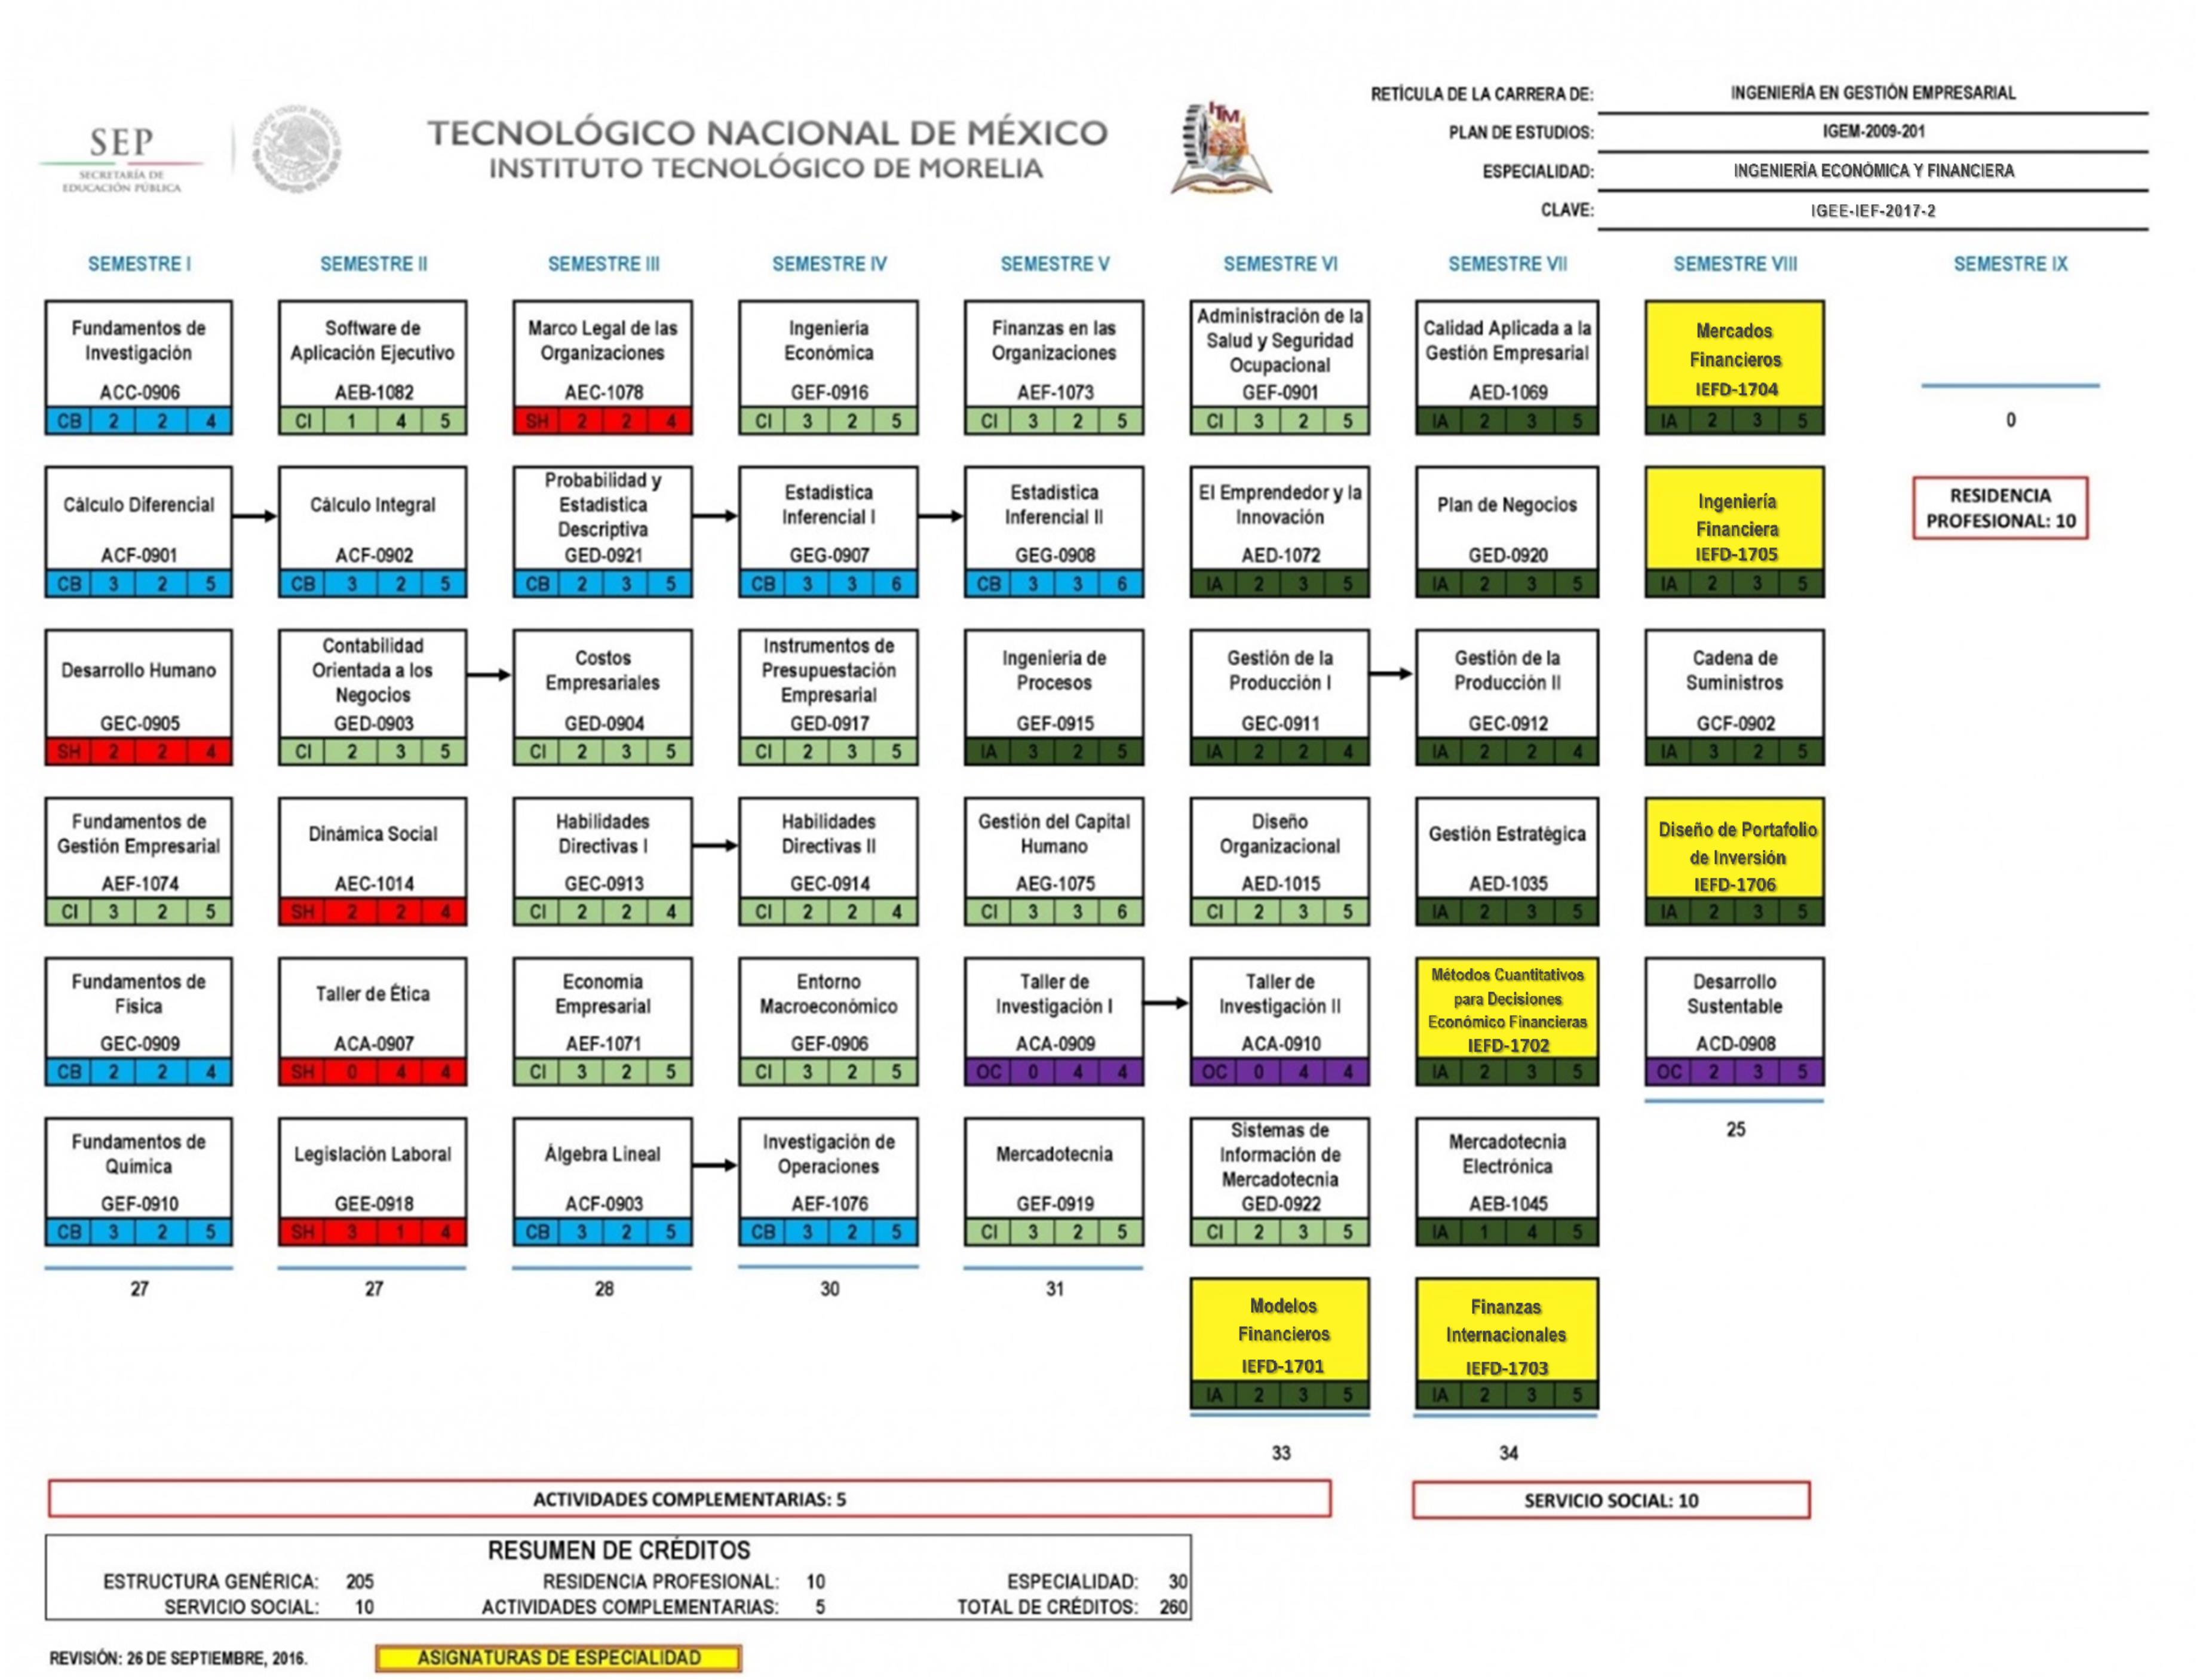 SEP
SECRETARÍA DE
EDUCACIÓN PÚBLICA
ESTADOS UNIDOS MEXICANOS
TECNOLÓGICO NACIONAL DE MÉXICO
INSTITUTO TECNOLÓGICO DE MORELIA
ITM
RETÍCULA DE LA CARRERA DE: INGENIERÍA EN GESTIÓN EMPRESARIAL
PLAN DE ESTUDIOS: IGEM-2009-201
ESPECIALIDAD: INGENIERÍA ECONÓMICA Y FINANCIERA
CLAVE: IGEE-IEF-2017-2
SEMESTRE I
Fundamentos de
Investigación
ACC-0906
CB 2 2 4
Cálculo Diferencial
ACF-0901
CB 3 2 5
Desarrollo Humano
GEC-0905
SH 2 2 4
Fundamentos de
Gestión Empresarial
AEF-1074
CI 3 2 5
Fundamentos de
Física
GEC-0909
CB 2 2 4
Fundamentos de
Química
GEF-0910
CB 3 2 5
27
SEMESTRE II
Software de
Aplicación Ejecutivo
AEB-1082
CI 1 4 5
Cálculo Integral
ACF-0902
CB 3 2 5
Contabilidad
Orientada a los
Negocios
GED-0903
CI 2 3 5
Dinámica Social
AEC-1014
SH 2 2 4
Taller de Ética
ACA-0907
SH 0 4 4
Legislación Laboral
GEE-0918
SH 3 1 4
27
SEMESTRE III
Marco Legal de las
Organizaciones
AEC-1078
SH 2 2 4
Probabilidad y
Estadística
Descriptiva
GED-0921
CB 2 3 5
Costos
Empresariales
GED-0904
CI 2 3 5
Habilidades
Directivas I
GEC-0913
CI 2 2 4
Economía
Empresarial
AEF-1071
CI 3 2 5
Álgebra Lineal
ACF-0903
CB 3 2 5
28
SEMESTRE IV
Ingeniería
Económica
GEF-0916
CI 3 2 5
Estadística
Inferencial I
GEG-0907
CB 3 3 6
Instrumentos de
Presupuestación
Empresarial
GED-0917
CI 2 3 5
Habilidades
Directivas II
GEC-0914
CI 2 2 4
Entorno
Macroeconómico
GEF-0906
CI 3 2 5
Investigación de
Operaciones
AEF-1076
CB 3 2 5
30
SEMESTRE V
Finanzas en las
Organizaciones
AEF-1073
CI 3 2 5
Estadística
Inferencial II
GEG-0908
CB 3 3 6
Ingeniería de
Procesos
GEF-0915
IA 3 2 5
Gestión del Capital
Humano
AEG-1075
CI 3 3 6
Taller de
Investigación I
ACA-0909
OC 0 4 4
Mercadotecnia
GEF-0919
CI 3 2 5
31
SEMESTRE VI
Administración de la
Salud y Seguridad
Ocupacional
GEF-0901
CI 3 2 5
El Emprendedor y la
Innovación
AED-1072
IA 2 3 5
Gestión de la
Producción I
GEC-0911
IA 2 2 4
Diseño
Organizacional
AED-1015
CI 2 3 5
Taller de
Investigación II
ACA-0910
OC 0 4 4
Sistemas de
Información de
Mercadotecnia
GED-0922
CI 2 3 5
Modelos
Financieros
IEFD-1701
IA 2 3 5
33
SEMESTRE VII
Calidad Aplicada a la
Gestión Empresarial
AED-1069
IA 2 3 5
Plan de Negocios
GED-0920
IA 2 3 5
Gestión de la
Producción II
GEC-0912
IA 2 2 4
Gestión Estratégica
AED-1035
IA 2 3 5
Métodos Cuantitativos
para Decisiones
Económico Financieras
IEFD-1702
IA 2 3 5
Mercadotecnia
Electrónica
AEB-1045
IA 1 4 5
Finanzas
Internacionales
IEFD-1703
IA 2 3 5
34
SEMESTRE VIII
Mercados
Financieros
IEFD-1704
IA 2 3 5
Ingeniería
Financiera
IEFD-1705
IA 2 3 5
Cadena de
Suministros
GCF-0902
IA 3 2 5
Diseño de Portafolio
de Inversión
IEFD-1706
IA 2 3 5
Desarrollo
Sustentable
ACD-0908
OC 2 3 5
25
SEMESTRE IX
0
RESIDENCIA
PROFESIONAL: 10
ACTIVIDADES COMPLEMENTARIAS: 5
SERVICIO SOCIAL: 10
RESUMEN DE CRÉDITOS
ESTRUCTURA GENÉRICA: 205 RESIDENCIA PROFESIONAL: 10 ESPECIALIDAD: 30
SERVICIO SOCIAL: 10 ACTIVIDADES COMPLEMENTARIAS: 5 TOTAL DE CRÉDITOS: 260
REVISIÓN: 26 DE SEPTIEMBRE, 2016.
ASIGNATURAS DE ESPECIALIDAD